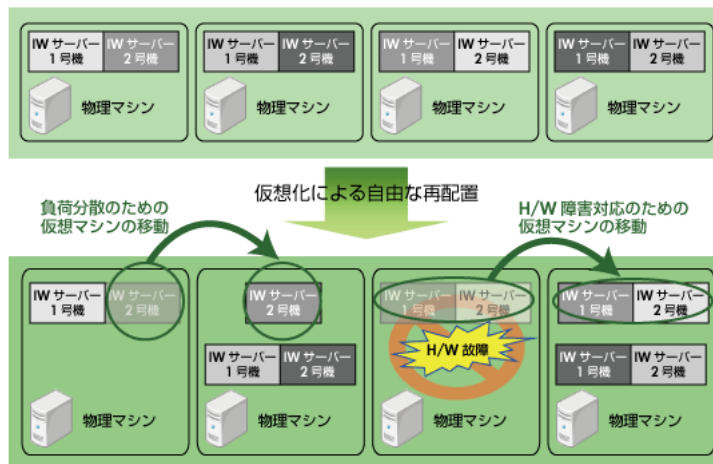 IW サーバー 1 号機
IW サーバー 2 号機
物理マシン
IW サーバー 1 号機
IW サーバー 2 号機
物理マシン
IW サーバー 1 号機
IW サーバー 2 号機
物理マシン
IW サーバー 1 号機
IW サーバー 2 号機
物理マシン
仮想化による自由な再配置
負荷分散のための
仮想マシンの移動
H/W 障害対応のための
仮想マシンの移動
IW サーバー 1 号機
IW サーバー 2 号機
物理マシン
IW サーバー 2 号機
IW サーバー 1 号機
IW サーバー 2 号機
物理マシン
IW サーバー 1 号機
IW サーバー 2 号機
H/W 故障
物理マシン
IW サーバー 1 号機
IW サーバー 2 号機
IW サーバー 1 号機
IW サーバー 2 号機
物理マシン